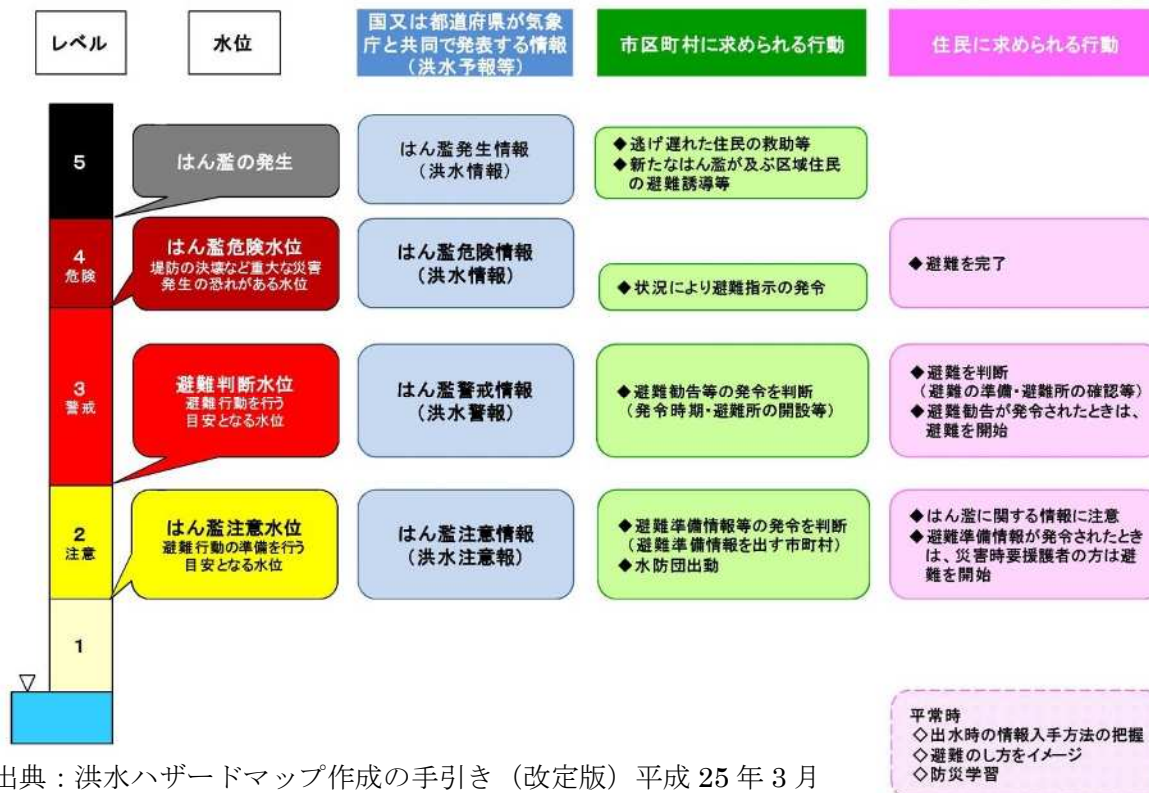 レベル
水位
国又は都道府県が気象
庁と共同で発表する情報
（洪水予報等）
市区町村に求められる行動
住民に求められる行動
5
はん濫の発生
はん濫発生情報
（洪水情報）
◆逃げ遅れた住民の救助等
◆新たなはん濫が及ぶ区域住民
の避難誘導等
4
危険
はん濫危険水位
堤防の決壊など重大な災害
発生の恐れがある水位
はん濫危険情報
（洪水情報）
◆状況により避難指示の発令
◆避難を完了
3
警戒
避難判断水位
避難行動を行う
目安となる水位
はん濫警戒情報
（洪水警報）
◆避難勧告等の発令を判断
（発令時期・避難所の開設等）
◆避難を判断
（避難の準備・避難所の確認等）
◆避難勧告が発令されたときは、
避難を開始
2
注意
はん濫注意水位
避難行動の準備を行う
目安となる水位
はん濫注意情報
（洪水注意報）
◆避難準備情報等の発令を判断
（避難準備情報を出す市町村）
◆水防団出動
◆はん濫に関する情報に注意
◆避難準備情報が発令されたとき
は、災害時要援護者の方は避
難を開始
1
平常時
◇出水時の情報入手方法の把握
◇避難のし方をイメージ
◇防災学習
出典：洪水ハザードマップ作成の手引き（改定版）平成 25 年 3 月